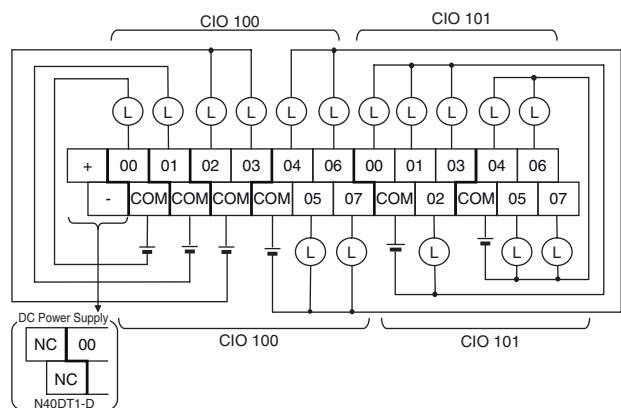 CIO 100 CIO 101
L L L L L L L L L L L
+ 00 01 02 03 04 06 00 01 03 04 06
- COM COM COM COM 05 07 COM 02 COM 05 07
L L L L L
DC Power Supply
NC 00
NC
N40DT1-D
CIO 100 CIO 101